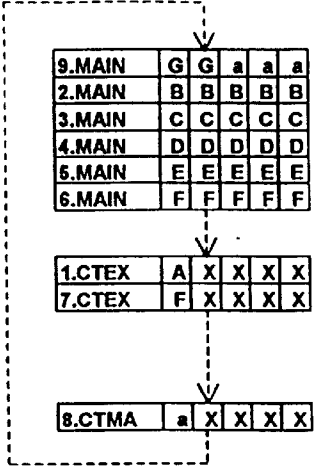 9.MAIN G G a a a
2.MAIN B B B B B
3.MAIN C C C C C
4.MAIN D D D D D
5.MAIN E E E E E
6.MAIN F F F F F
1.CTEX A X X X X
7.CTEX F X X X X
8.CTMA a X X X X